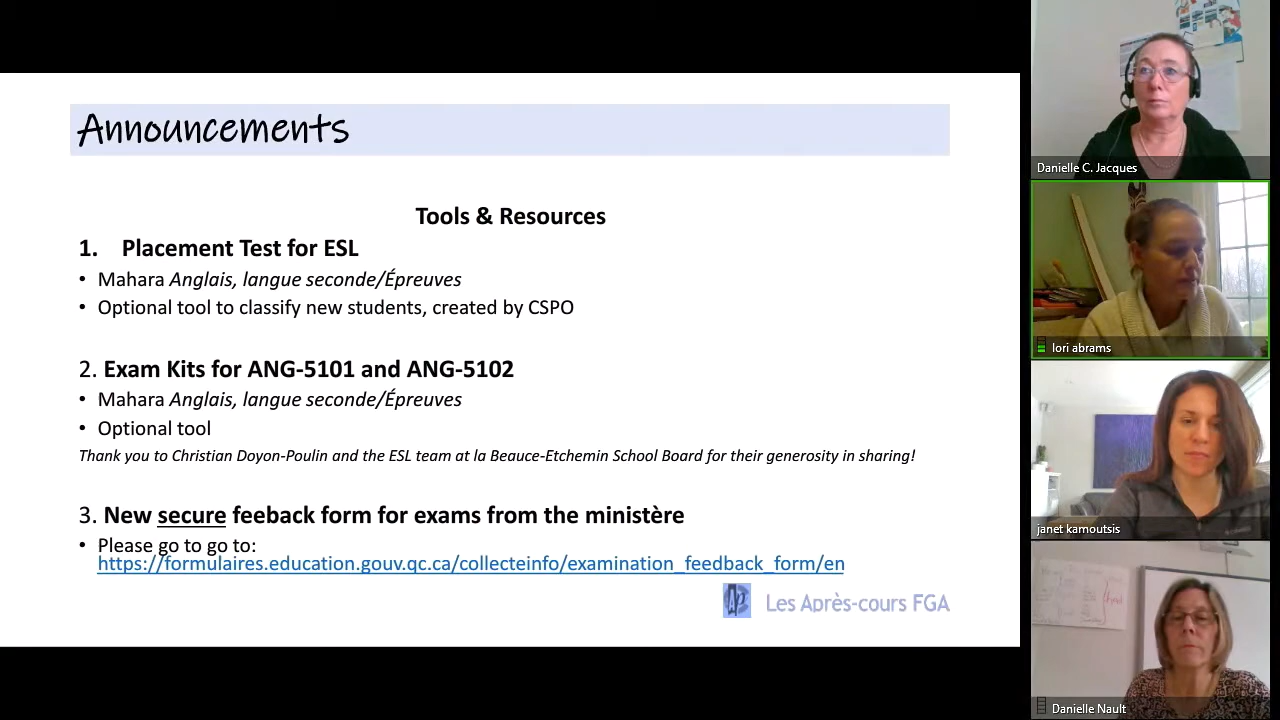 Announcements
Tools & Resources
1. Placement Test for ESL
• Mahara Anglais, langue seconde/Épreuves
• Optional tool to classify new students, created by CSPO
2. Exam Kits for ANG-5101 and ANG-5102
• Mahara Anglais, langue seconde/Épreuves
• Optional tool
Thank you to Christian Doyon-Poulin and the ESL team at la Beauce-Etchemin School Board for their generosity in sharing!
3. New secure feeback form for exams from the ministère
• Please go to go to:
https://formulaires.education.gouv.qc.ca/collecteinfo/examination_feedback_form/en
Les Après-cours FGA
Danielle C. Jacques
lori abrams
janet kamoutsis
Danielle Nault